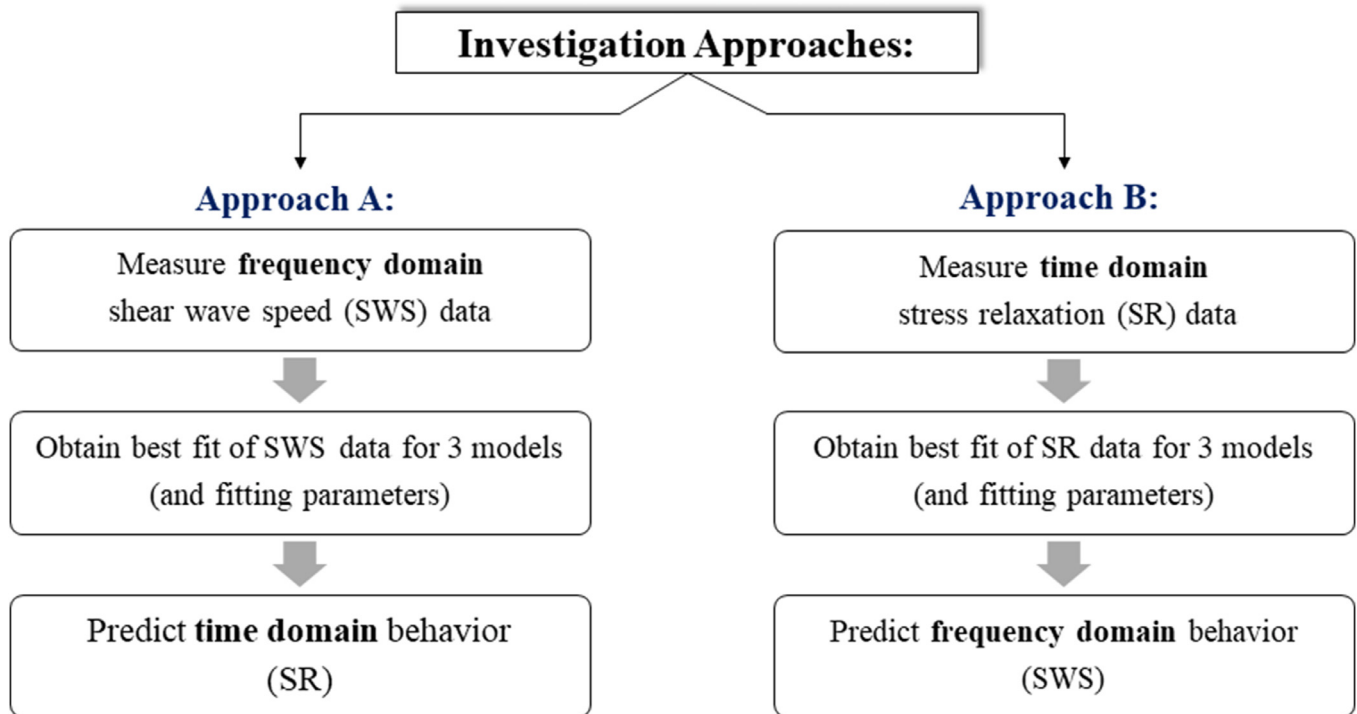 Investigation Approaches:
Approach A:
Measure frequency domain
shear wave speed (SWS) data
Obtain best fit of SWS data for 3 models
(and fitting parameters)
Predict time domain behavior
(SR)
Approach B:
Measure time domain
stress relaxation (SR) data
Obtain best fit of SR data for 3 models
(and fitting parameters)
Predict frequency domain behavior
(SWS)